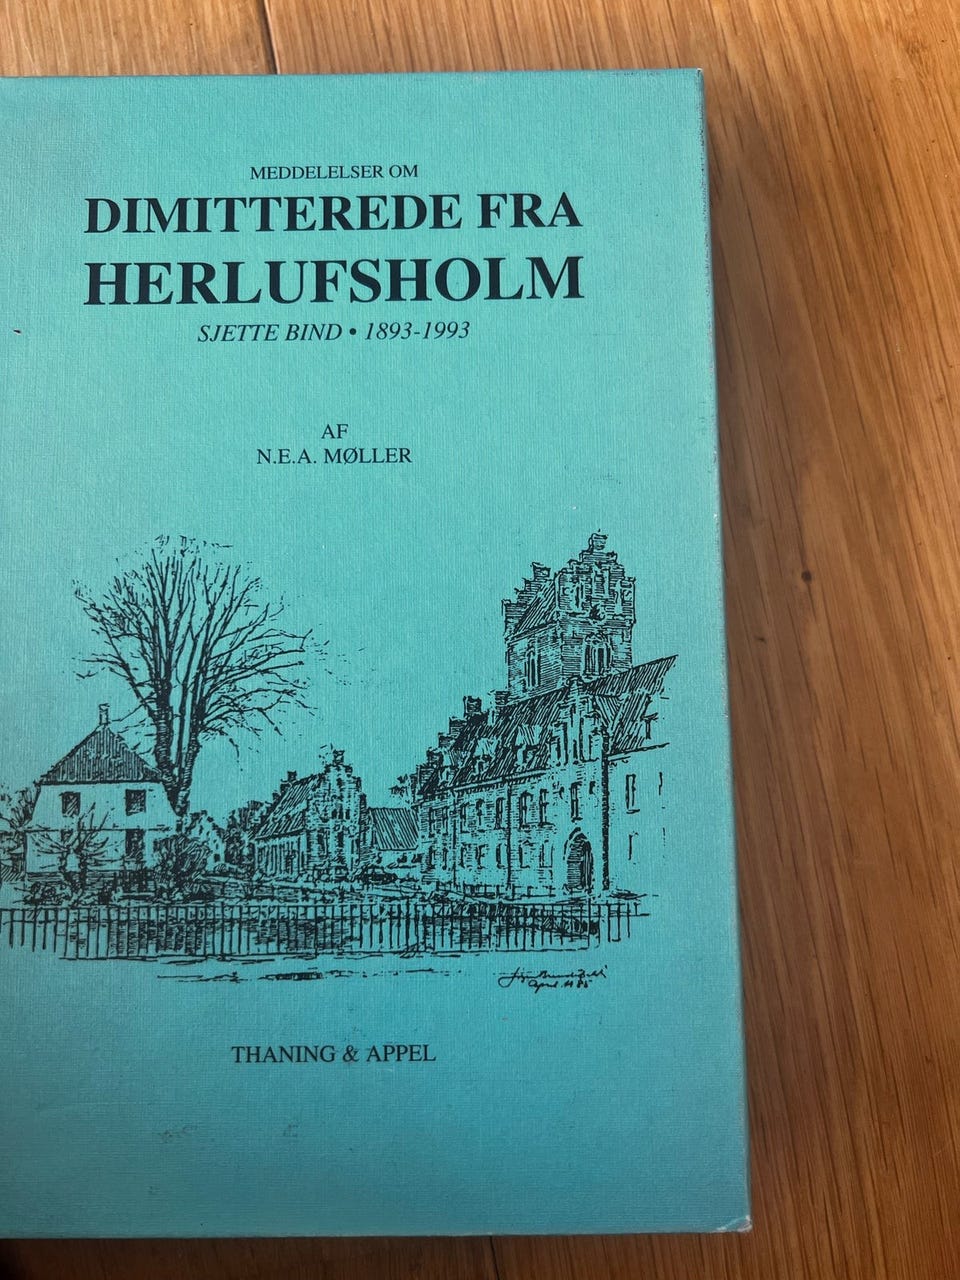 MEDDELELSER OM
DIMITTEREDE FRA
HERLUFSHOLM
SJETTE BIND • 1893-1993
AF
N.E.A. MØLLER
THANING & APPEL